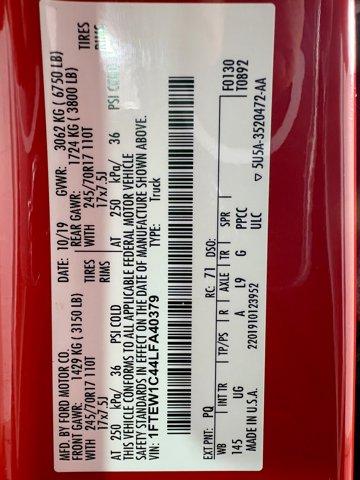 MFD. BY FORD MOTOR CO.
DATE: 10/19 GVWR: 3062 KG ( 6750 LB)
FRONT GAWR: 1429 KG ( 3150 LB) REAR GAWR: 1724 KG ( 3800 LB)
WITH 245/70R17 110T TIRES WITH 245/70R17 110T TIRES
17x7.5J RIMS 17x7.5J RIMS
AT 250 kPa/ 36 PSI COLD AT 250 kPa/ 36 PSI COLD
THIS VEHICLE CONFORMS TO ALL APPLICABLE FEDERAL MOTOR VEHICLE
SAFETY STANDARDS IN EFFECT ON THE DATE OF MANUFACTURE SHOWN ABOVE.
VIN: 1FTEW1C44LFA40379 Truck
F0130
T0892
EXT PNT: PQ RC: 71 DSO:
WB INT TR TP/PS R AXLE TR SPR
145 UG A L9 G PPCC
ULC
MADE IN U.S.A. 2201910123952 ▽ 5U5A-3520472-AA